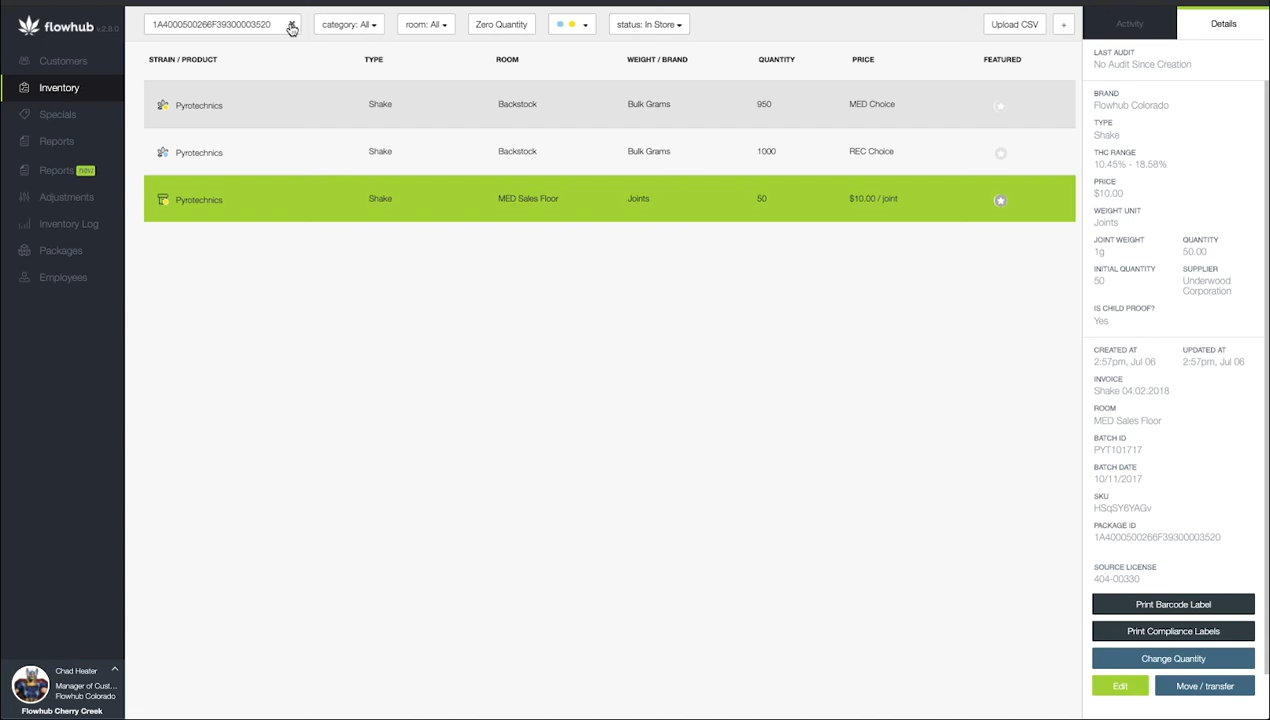 flowhub v.2.8.0
1A4000500266F39300003520
category: All
room: All
Zero Quantity
status: In Store
Upload CSV
+
Activity
Details
Customers
Inventory
Specials
Reports
Reports new
Adjustments
Inventory Log
Packages
Employees
STRAIN / PRODUCT TYPE ROOM WEIGHT / BRAND QUANTITY PRICE FEATURED
Pyrotechnics Shake Backstock Bulk Grams 950 MED Choice
Pyrotechnics Shake Backstock Bulk Grams 1000 REC Choice
Pyrotechnics Shake MED Sales Floor Joints 50 $10.00 / joint
LAST AUDIT
No Audit Since Creation
BRAND
Flowhub Colorado
TYPE
Shake
THC RANGE
10.45% - 18.58%
PRICE
$10.00
WEIGHT UNIT
Joints
JOINT WEIGHT QUANTITY
1g 50.00
INITIAL QUANTITY SUPPLIER
50 Underwood
Corporation
IS CHILD PROOF?
Yes
CREATED AT UPDATED AT
2:57pm, Jul 06 2:57pm, Jul 06
INVOICE
Shake 04.02.2018
ROOM
MED Sales Floor
BATCH ID
PYT101717
BATCH DATE
10/11/2017
SKU
HSqSY6YAGv
PACKAGE ID
1A4000500266F39300003520
SOURCE LICENSE
404-00330
Print Barcode Label
Print Compliance Labels
Change Quantity
Edit
Move / transfer
Chad Heater
Manager of Cust...
Flowhub Colorado
Flowhub Cherry Creek